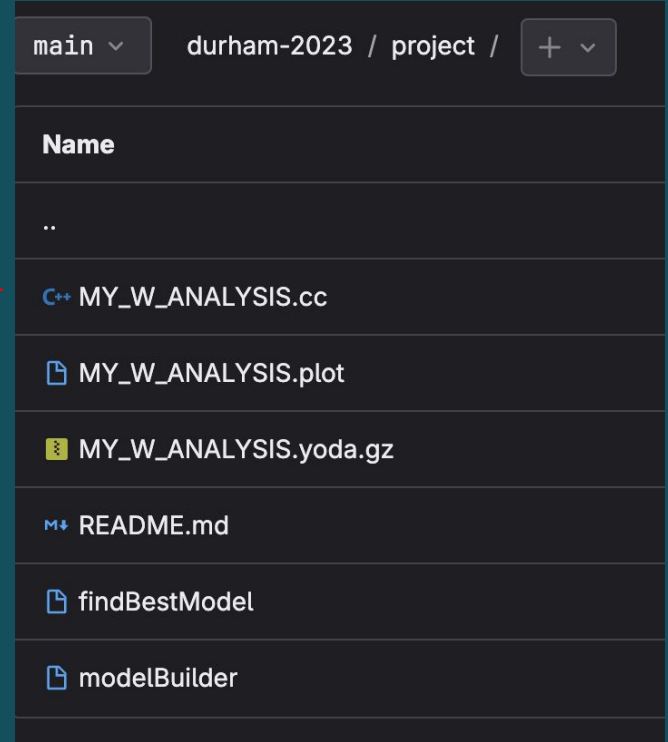 main durham-2023 / project / +
Name
..
C++ MY_W_ANALYSIS.cc
MY_W_ANALYSIS.plot
MY_W_ANALYSIS.yoda.gz
M README.md
findBestModel
modelBuilder